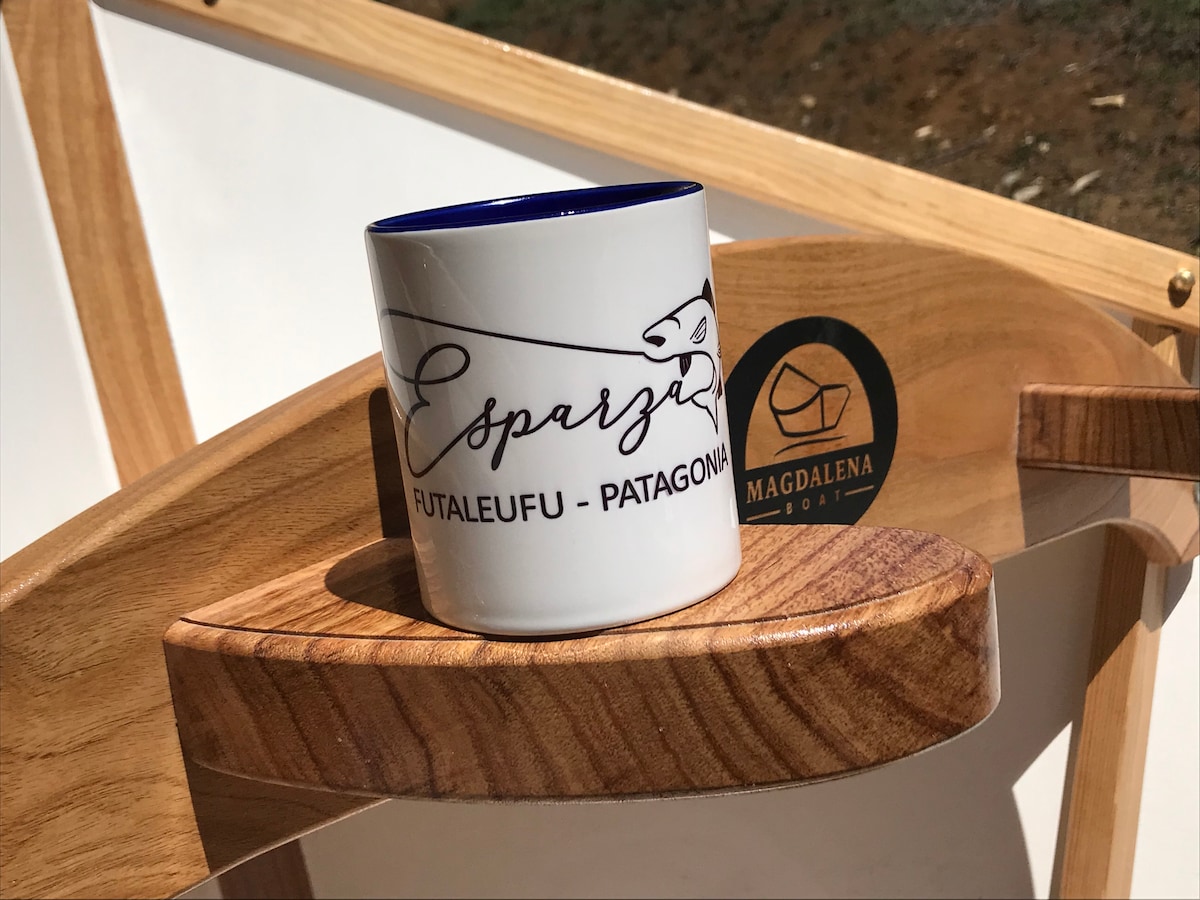 Esparza
FUTALEUFU - PATAGONIA
MAGDALENA
BOAT